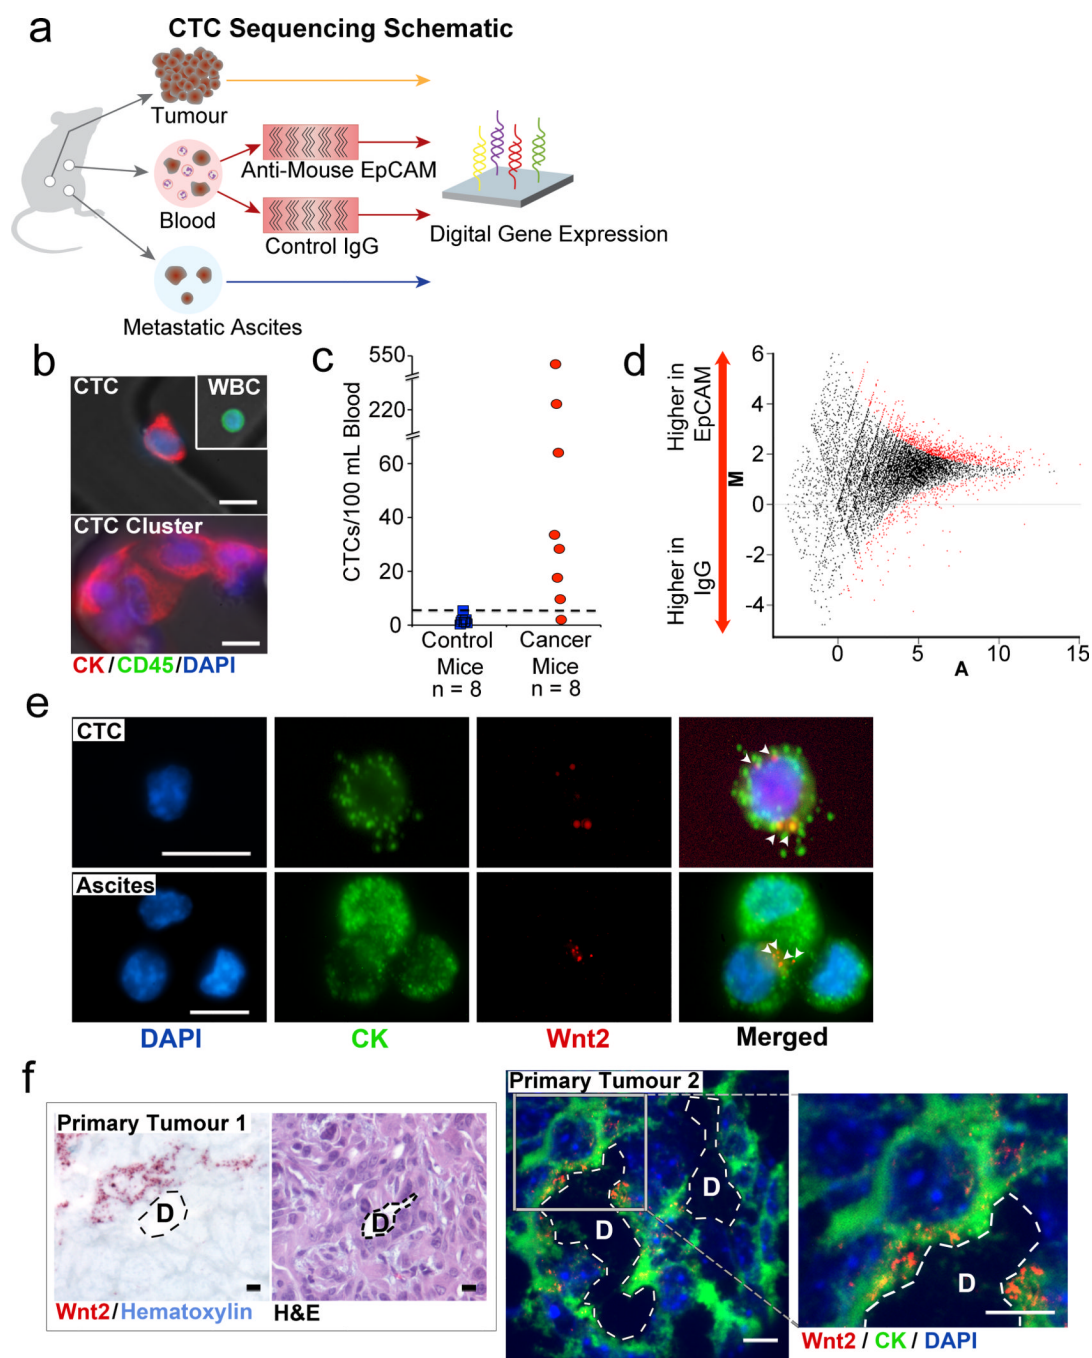 a
CTC Sequencing Schematic
Tumour
Anti-Mouse EpCAM
Blood
Control IgG
Digital Gene Expression
Metastatic Ascites
b
CTC
WBC
CTC Cluster
CK/CD45/DAPI
c
CTCs/100 mL Blood
550
220
60
40
20
0
Control
Mice
n = 8
Cancer
Mice
n = 8
d
Higher in
EpCAM
Higher in
IgG
M
6
4
2
0
-2
-4
0
5
10
15
A
e
CTC
Ascites
DAPI
CK
Wnt2
Merged
f
Primary Tumour 1
D
D
Wnt2/Hematoxylin
H&E
Primary Tumour 2
D
D
D
Wnt2 / CK / DAPI